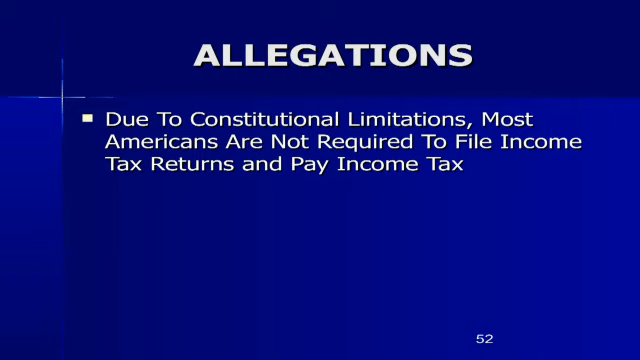 ALLEGATIONS
Due To Constitutional Limitations, Most
Americans Are Not Required To File Income
Tax Returns and Pay Income Tax
52